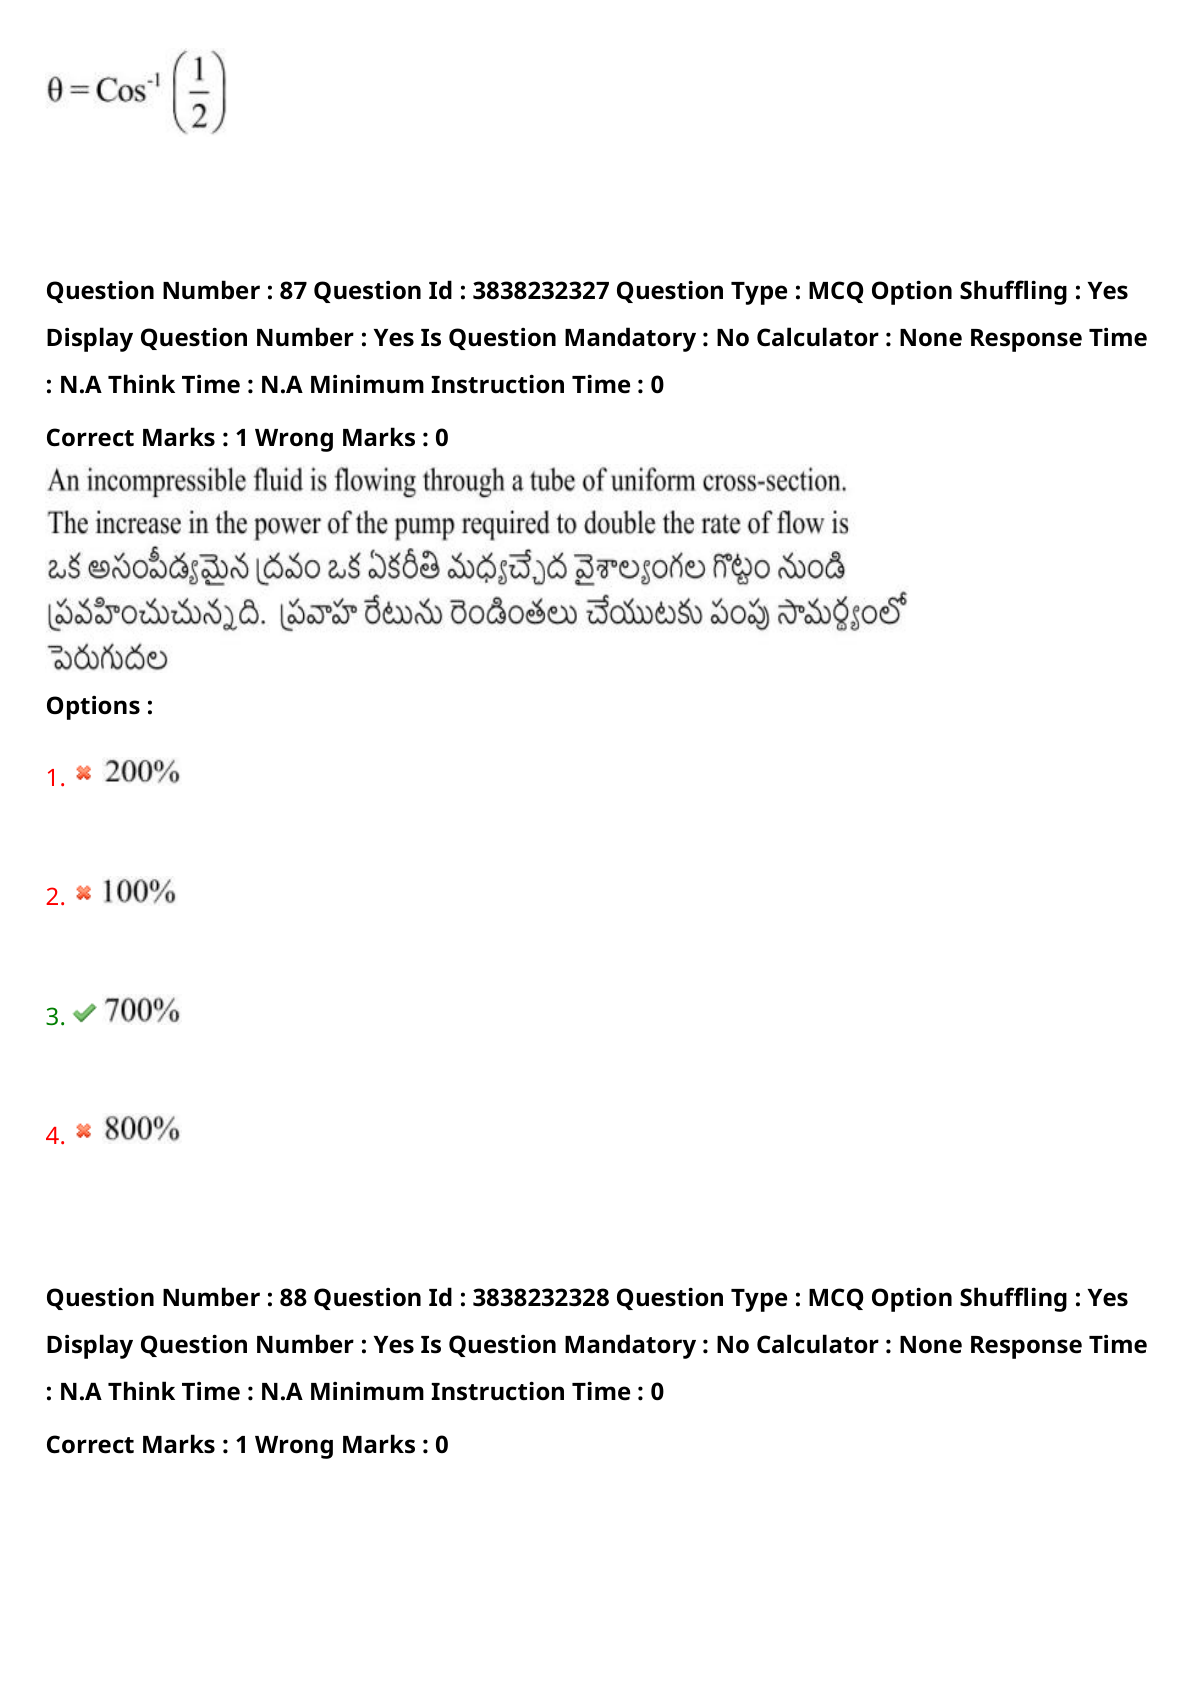 θ = Cos⁻¹ (1/2)
Question Number : 87 Question Id : 3838232327 Question Type : MCQ Option Shuffling : Yes
Display Question Number : Yes Is Question Mandatory : No Calculator : None Response Time
: N.A Think Time : N.A Minimum Instruction Time : 0
Correct Marks : 1 Wrong Marks : 0
An incompressible fluid is flowing through a tube of uniform cross-section.
The increase in the power of the pump required to double the rate of flow is
ఒక అసంపీడ్యమైన ద్రవం ఒక ఏకరీతి మధ్యచ్ఛేద వైశాల్యంగల గొట్టం నుండి
ప్రవహించుచున్నది. ప్రవాహ రేటును రెండింతలు చేయుటకు పంపు సామర్థ్యంలో
పెరుగుదల
Options :
1. 200%
2. 100%
3. 700%
4. 800%
Question Number : 88 Question Id : 3838232328 Question Type : MCQ Option Shuffling : Yes
Display Question Number : Yes Is Question Mandatory : No Calculator : None Response Time
: N.A Think Time : N.A Minimum Instruction Time : 0
Correct Marks : 1 Wrong Marks : 0